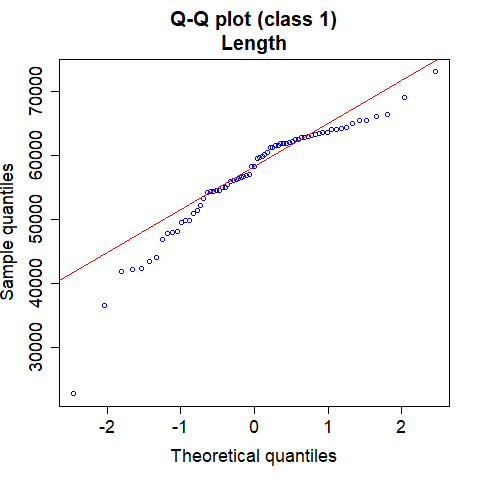 Q-Q plot (class 1)
Length
Sample quantiles
70000
60000
50000
40000
30000
-2
-1
0
1
2
Theoretical quantiles